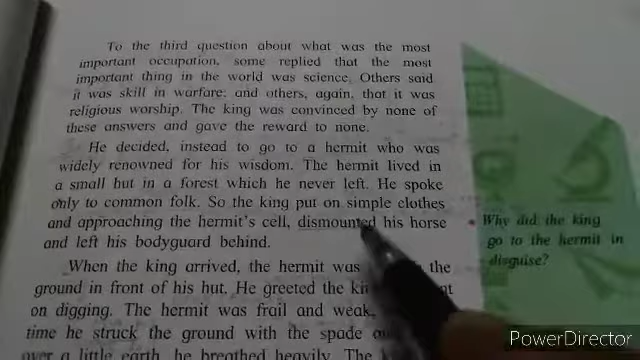 To the third question about what was the most
important occupation, some replied that the most
important thing in the world was science. Others said
it was skill in warfare; and others, again, that it was
religious worship. The king was convinced by none of
these answers and gave the reward to none.
He decided, instead to go to a hermit who was
widely renowned for his wisdom. The hermit lived in
a small hut in a forest which he never left. He spoke
only to common folk. So the king put on simple clothes
and approaching the hermit's cell, dismounted his horse
and left his bodyguard behind.
When the king arrived, the hermit was the
ground in front of his hut. He greeted the
on digging. The hermit was frail and weak,
time he struck the ground with the spade
over a little earth, he breathed heavily. The
Why did the king
go to the hermit in
disguise?
PowerDirector